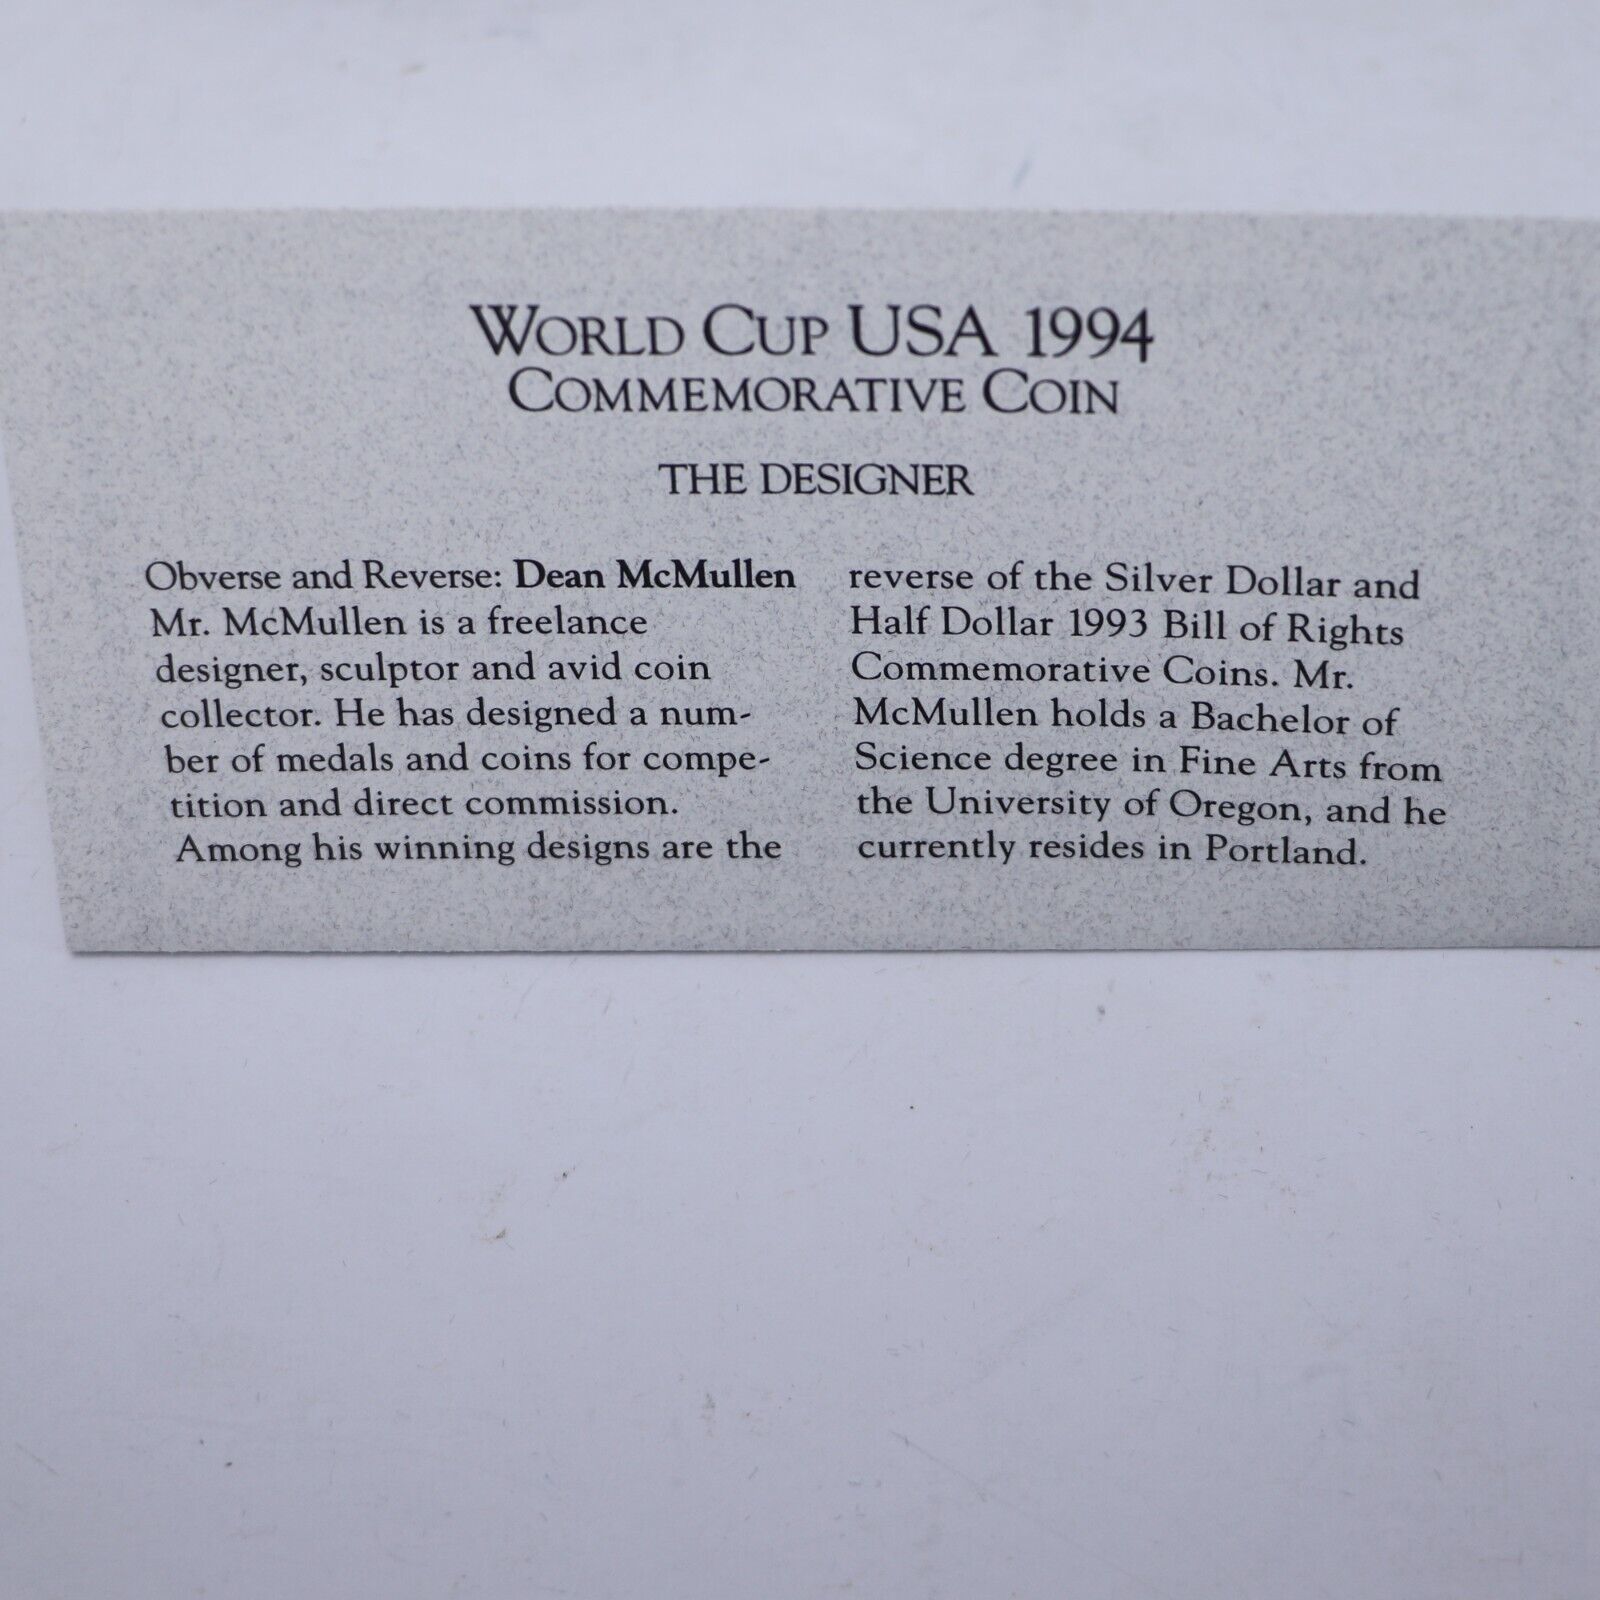 WORLD CUP USA 1994
COMMEMORATIVE COIN
THE DESIGNER
Obverse and Reverse: Dean McMullen
Mr. McMullen is a freelance
designer, sculptor and avid coin
collector. He has designed a num-
ber of medals and coins for compe-
tition and direct commission.
Among his winning designs are the
reverse of the Silver Dollar and
Half Dollar 1993 Bill of Rights
Commemorative Coins. Mr.
McMullen holds a Bachelor of
Science degree in Fine Arts from
the University of Oregon, and he
currently resides in Portland.